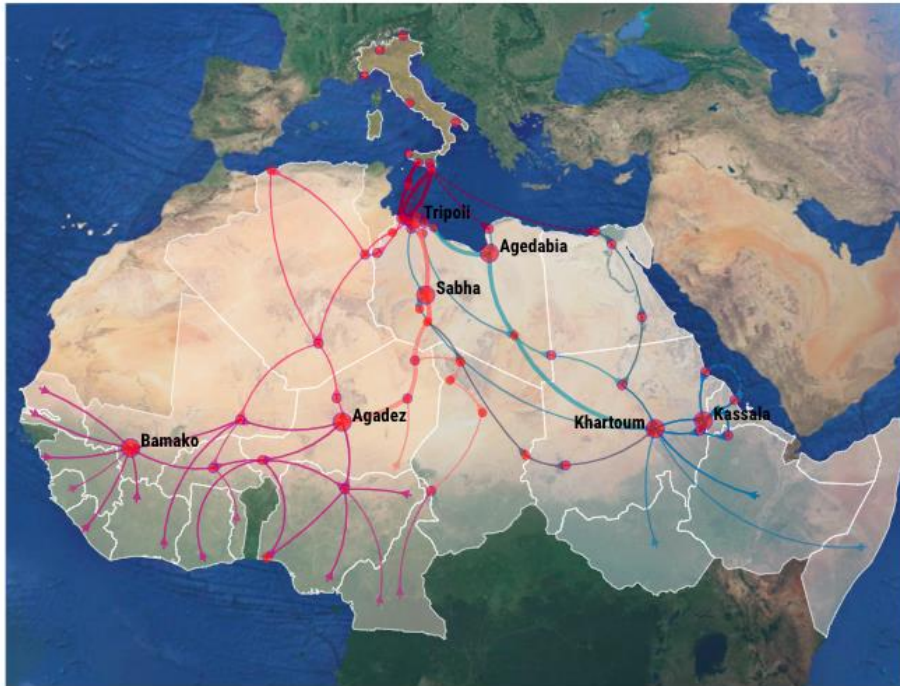 Tripoli
Agedabia
Sabha
Agadez
Khartoum
Kassala
Bamako